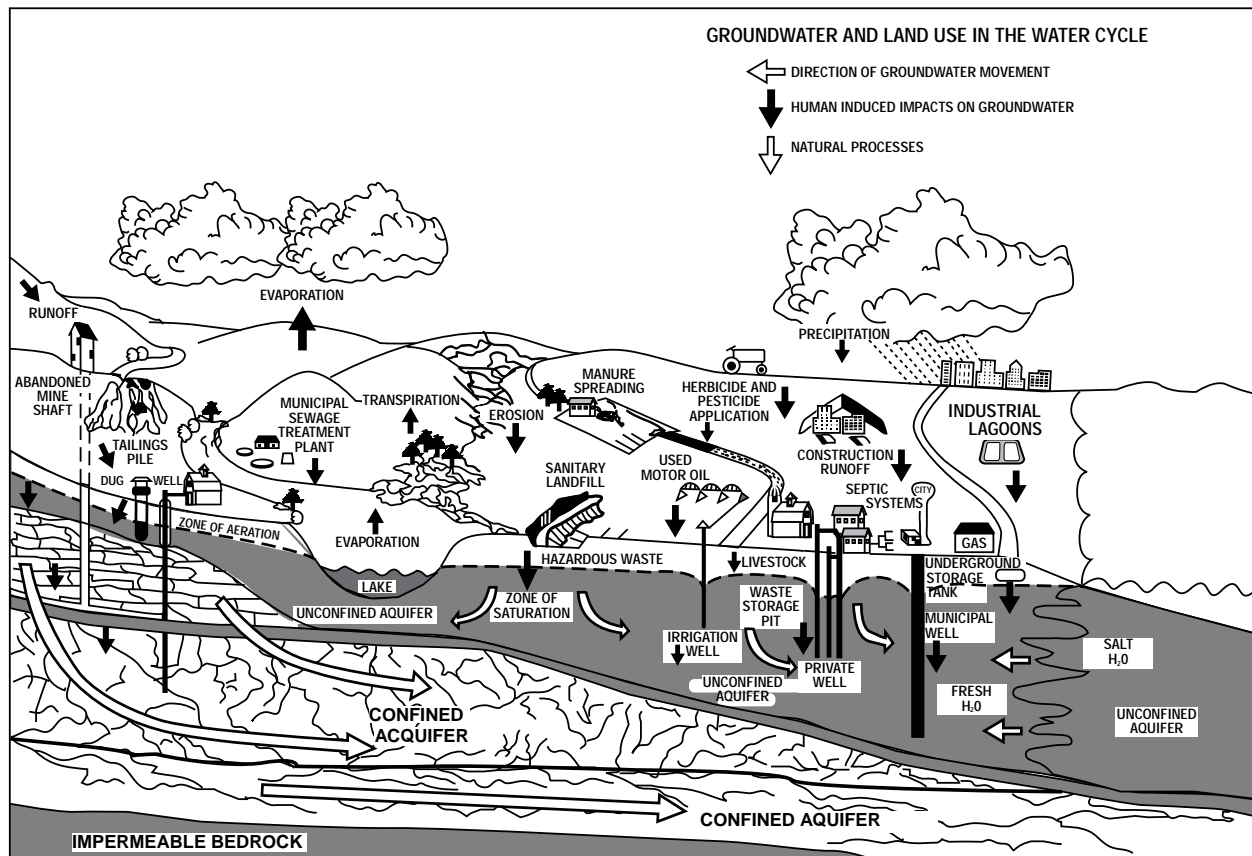 GROUNDWATER AND LAND USE IN THE WATER CYCLE
DIRECTION OF GROUNDWATER MOVEMENT
HUMAN INDUCED IMPACTS ON GROUNDWATER
NATURAL PROCESSES
EVAPORATION
RUNOFF
PRECIPITATION
ABANDONED
MINE
SHAFT
TAILINGS
PILE
MUNICIPAL
SEWAGE
TREATMENT
PLANT
TRANSPIRATION
EROSION
MANURE
SPREADING
HERBICIDE AND
PESTICIDE
APPLICATION
CONSTRUCTION
RUNOFF
INDUSTRIAL
LAGOONS
DUG WELL
ZONE OF AERATION
EVAPORATION
SANITARY
LANDFILL
USED
MOTOR OIL
SEPTIC
SYSTEMS
CITY
GAS
HAZARDOUS WASTE
LIVESTOCK
UNDERGROUND
STORAGE
TANK
LAKE
UNCONFINED AQUIFER
ZONE OF
SATURATION
WASTE
STORAGE
PIT
IRRIGATION
WELL
UNCONFINED
AQUIFER
PRIVATE
WELL
MUNICIPAL
WELL
FRESH
H₂0
SALT
H₂0
UNCONFINED
AQUIFER
CONFINED
ACQUIFER
CONFINED AQUIFER
IMPERMEABLE BEDROCK